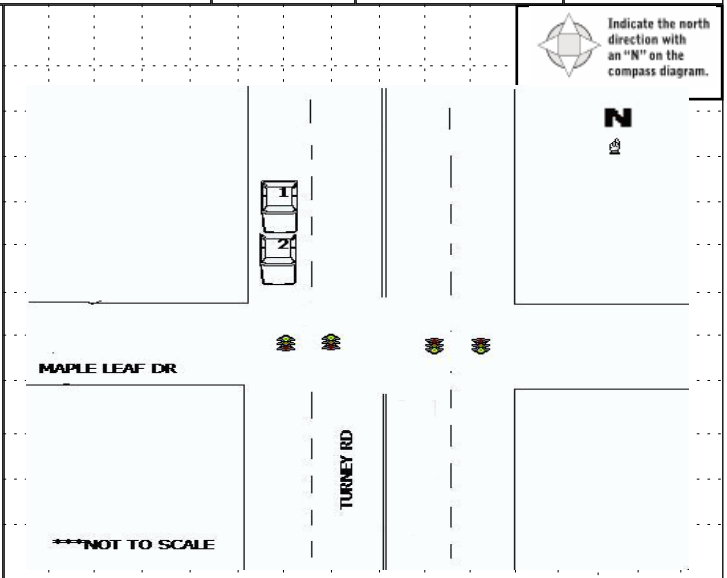 Indicate the north
direction with
an "N" on the
compass diagram.
N
1
2
MAPLE LEAF DR
TURNEY RD
***NOT TO SCALE